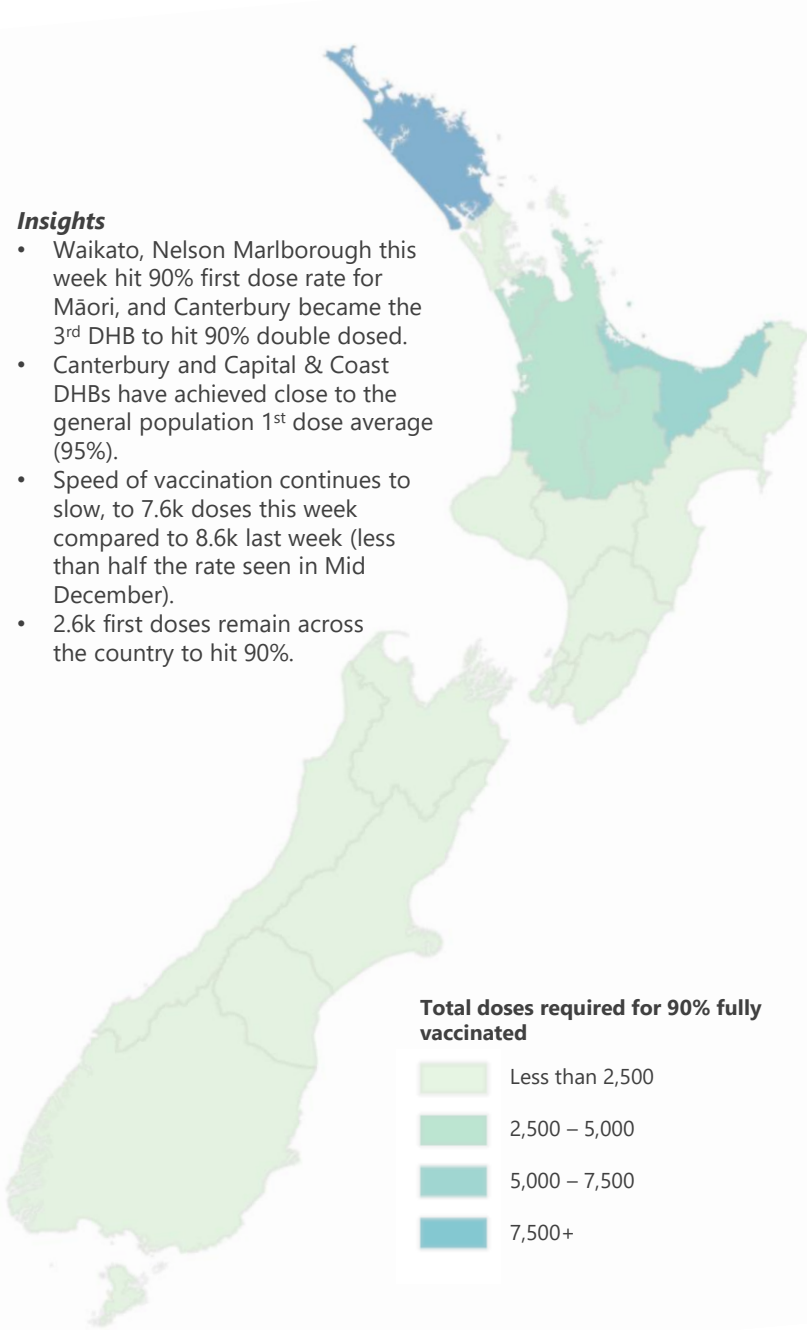 Insights
• Waikato, Nelson Marlborough this
week hit 90% first dose rate for
Māori, and Canterbury became the
3rd DHB to hit 90% double dosed.
• Canterbury and Capital & Coast
DHBs have achieved close to the
general population 1st dose average
(95%).
• Speed of vaccination continues to
slow, to 7.6k doses this week
compared to 8.6k last week (less
than half the rate seen in Mid
December).
• 2.6k first doses remain across
the country to hit 90%.
Total doses required for 90% fully
vaccinated
Less than 2,500
2,500 – 5,000
5,000 – 7,500
7,500+